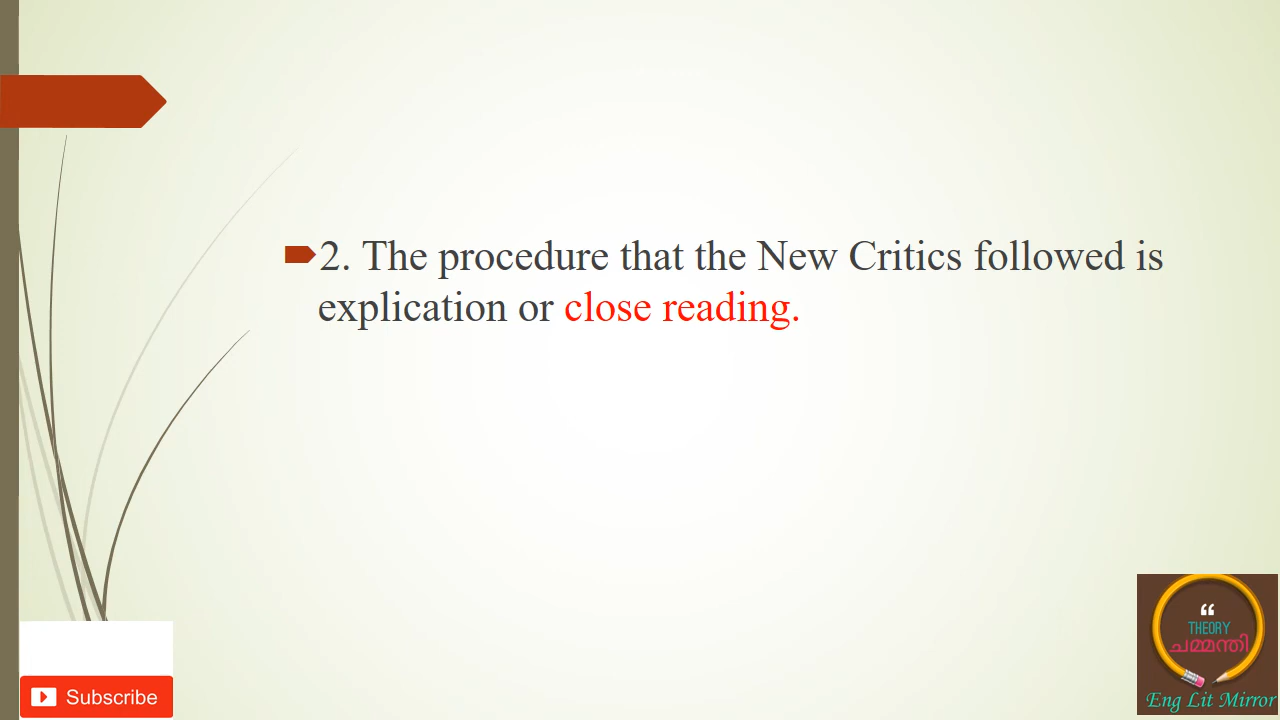 2. The procedure that the New Critics followed is
explication or close reading.
Subscribe
“
THEORY
ചമ്മന്തി
Eng Lit Mirror